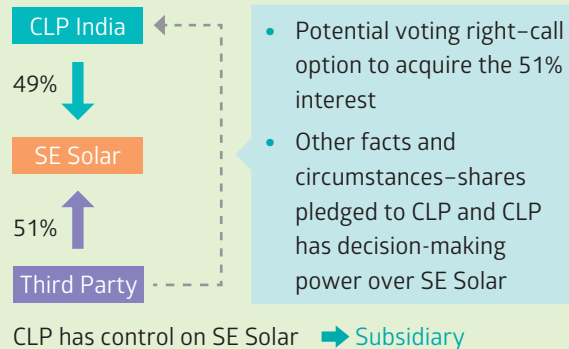 CLP India
49%
SE Solar
51%
Third Party
• Potential voting right–call
option to acquire the 51%
interest
• Other facts and
circumstances–shares
pledged to CLP and CLP
has decision-making
power over SE Solar
CLP has control on SE Solar ➡ Subsidiary